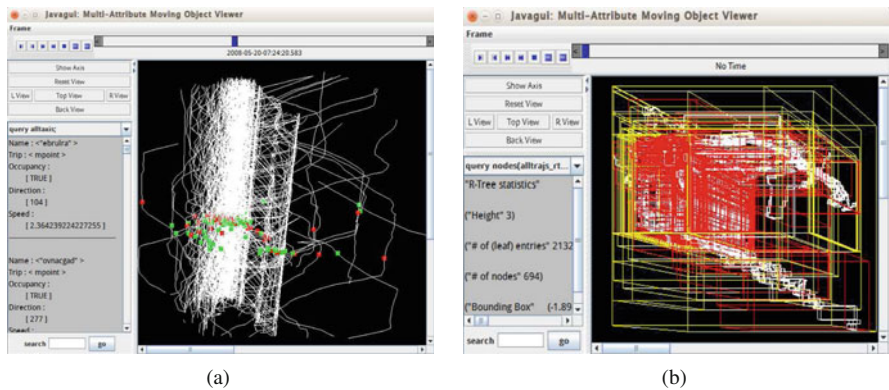 Javagui: Multi-Attribute Moving Object Viewer
Frame
2008-05-20-07:24:20.583
Show Axis
Reset View
L View Top View R View
Back View
query alltaxis;
Name : <"ebrulra" >
Trip : < mpoint >
Occupancy :
[ TRUE ]
Direction :
[ 104 ]
Speed :
[ 2.364239224227255 ]
Name : <"ovnacgad" >
Trip : < mpoint >
Occupancy :
[ TRUE ]
Direction :
[ 277 ]
Speed :
search go
(a)
Javagui: Multi-Attribute Moving Object Viewer
Frame
No Time
Show Axis
Reset View
L View Top View R View
Back View
query nodes(alltrajs_rt...
"R-Tree statistics"
("Height" 3)
("# of (leaf) entries" 2132
("# of nodes" 694)
("Bounding Box" (-1.89
search go
(b)